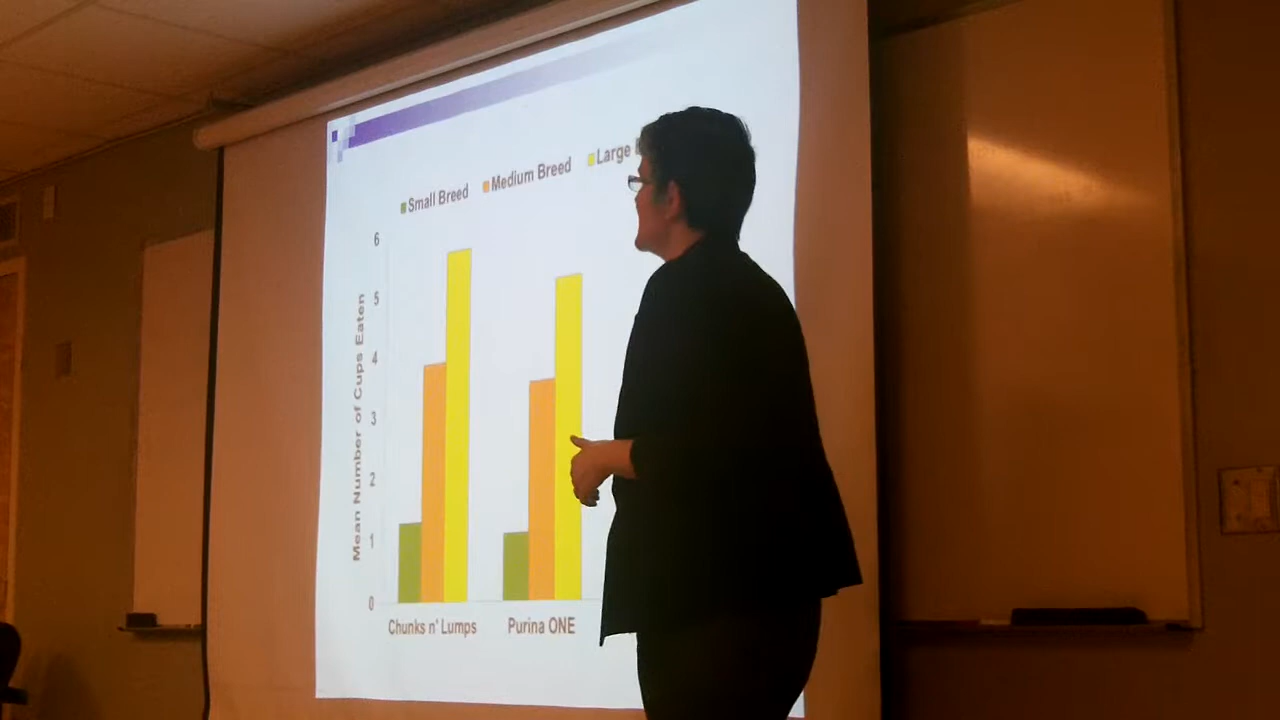 Small Breed Medium Breed Large
6
5
4
3
2
1
0
Mean Number of Cups Eaten
Chunks n' Lumps Purina ONE